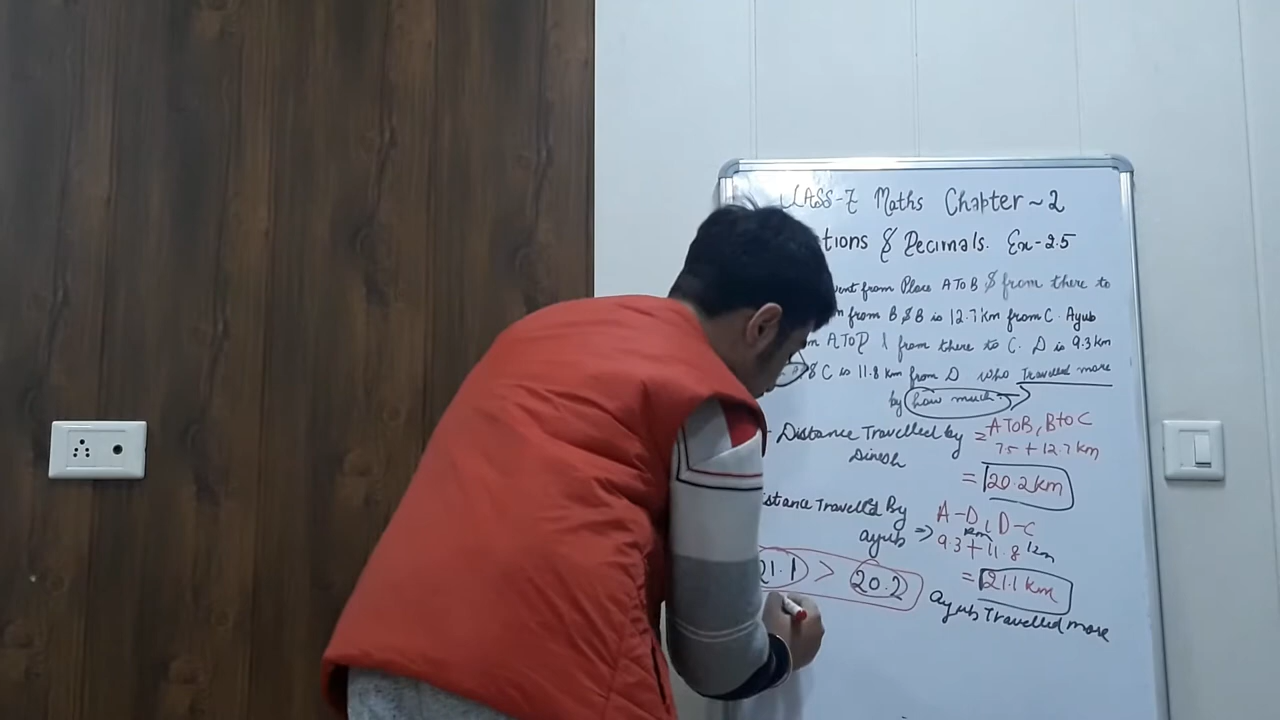 CLASS-7 Maths Chapter ~ 2
tions & Decimals. Ex-2.5
went from Place A To B & from there to
from B & B is 12.7 km from C. Ayub
A To D & from there to C. D is 9.3 km
& C is 11.8 km from D who Travelled more
by how much
Distance Travelled by Dinesh = A To B, B to C
7.5 + 12.7 km
= 20.2 km
istance Travelled By ayub => A-D, D-C
9.3 km + 11.8 km
= 21.1 km
21.1 > 20.2
ayub Travelled more